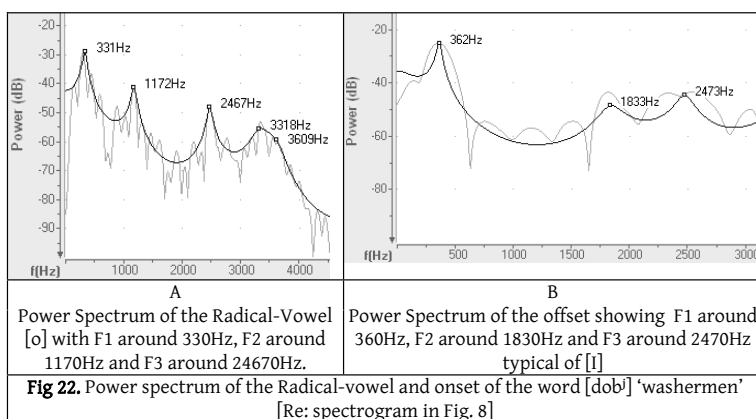 -20
-30
-40
-50
-60
-70
-80
-90
Power (dB)
331Hz
1172Hz
2467Hz
3318Hz
3609Hz
f(Hz)
1000
2000
3000
4000
-20
-40
-60
-80
Power (dB)
362Hz
1833Hz
2473Hz
f(Hz)
500
1000
1500
2000
2500
3000
A
Power Spectrum of the Radical-Vowel
[o] with F1 around 330Hz, F2 around
1170Hz and F3 around 24670Hz.
B
Power Spectrum of the offset showing F1 around
360Hz, F2 around 1830Hz and F3 around 2470Hz
typical of [I]
Fig 22. Power spectrum of the Radical-vowel and onset of the word [dobʲ] ‘washermen’
[Re: spectrogram in Fig. 8]